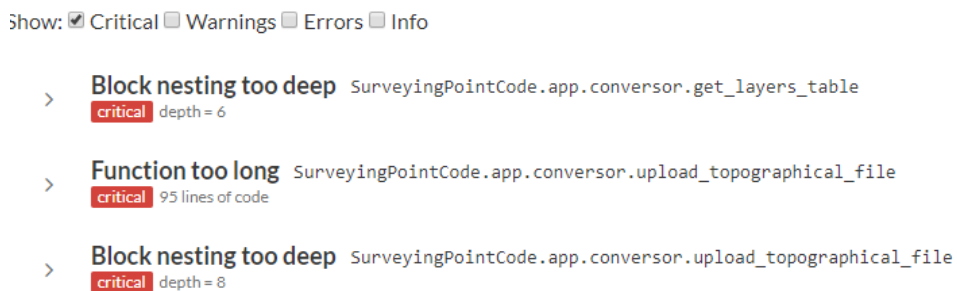 Show: Critical Warnings Errors Info
Block nesting too deep SurveyingPointCode.app.conversor.get_layers_table
critical depth = 6
Function too long SurveyingPointCode.app.conversor.upload_topographical_file
critical 95 lines of code
Block nesting too deep SurveyingPointCode.app.conversor.upload_topographical_file
critical depth = 8